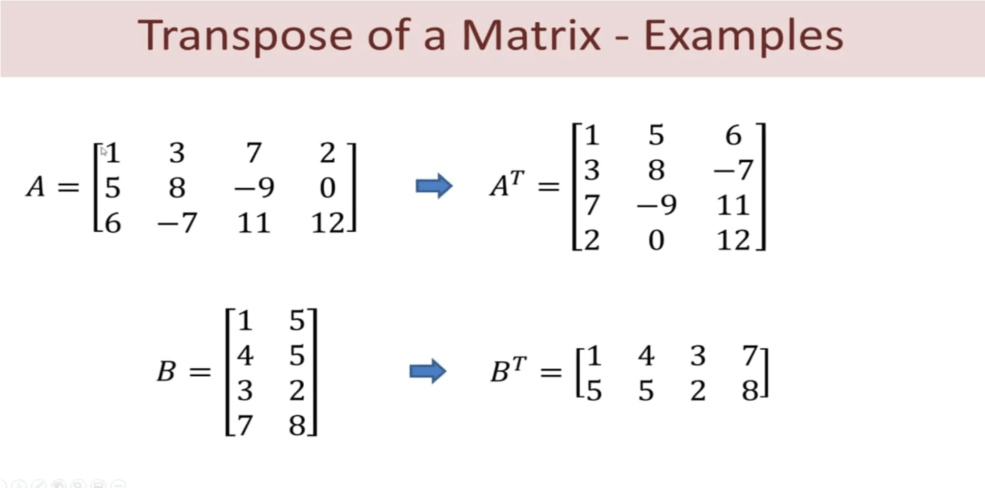 Transpose of a Matrix - Examples
A = [1 3 7 2
5 8 −9 0
6 −7 11 12]
Aᵀ = [1 5 6
3 8 −7
7 −9 11
2 0 12]
B = [1 5
4 5
3 2
7 8]
Bᵀ = [1 4 3 7
5 5 2 8]